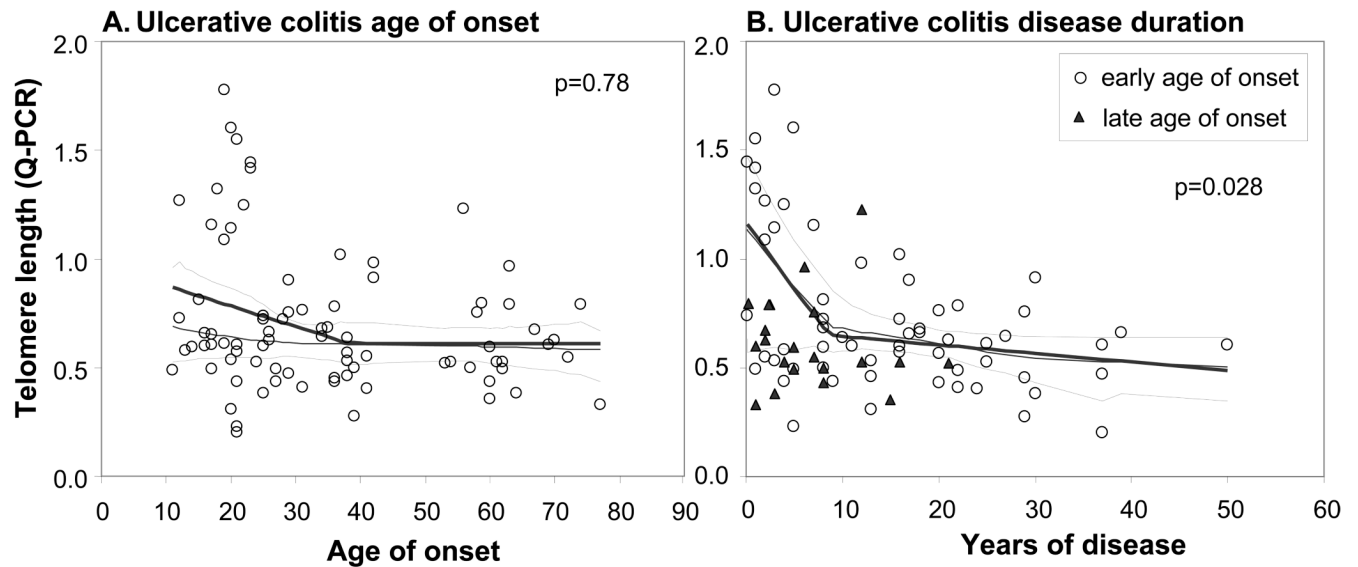 A. Ulcerative colitis age of onset
B. Ulcerative colitis disease duration
Telomere length (Q-PCR)
2.0
1.5
1.0
0.5
0.0
p=0.78
0 10 20 30 40 50 60 70 80 90
Age of onset
2.0
1.5
1.0
0.5
0.0
early age of onset
late age of onset
p=0.028
0 10 20 30 40 50 60
Years of disease